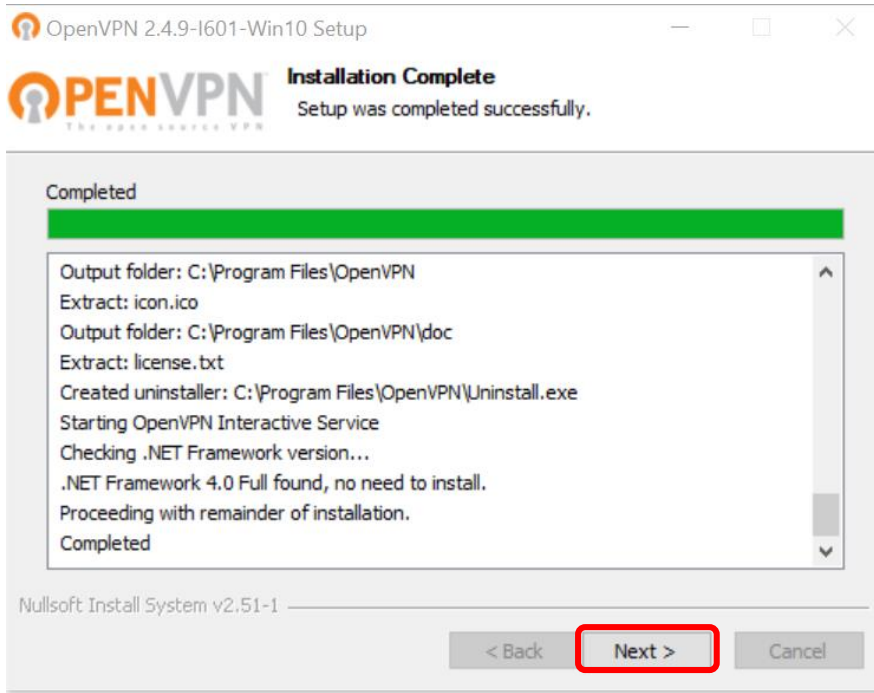 OpenVPN 2.4.9-I601-Win10 Setup
OPENVPN
The open source VPN
Installation Complete
Setup was completed successfully.
Completed
Output folder: C:\Program Files\OpenVPN
Extract: icon.ico
Output folder: C:\Program Files\OpenVPN\doc
Extract: license.txt
Created uninstaller: C:\Program Files\OpenVPN\Uninstall.exe
Starting OpenVPN Interactive Service
Checking .NET Framework version...
.NET Framework 4.0 Full found, no need to install.
Proceeding with remainder of installation.
Completed
Nullsoft Install System v2.51-1
< Back Next > Cancel